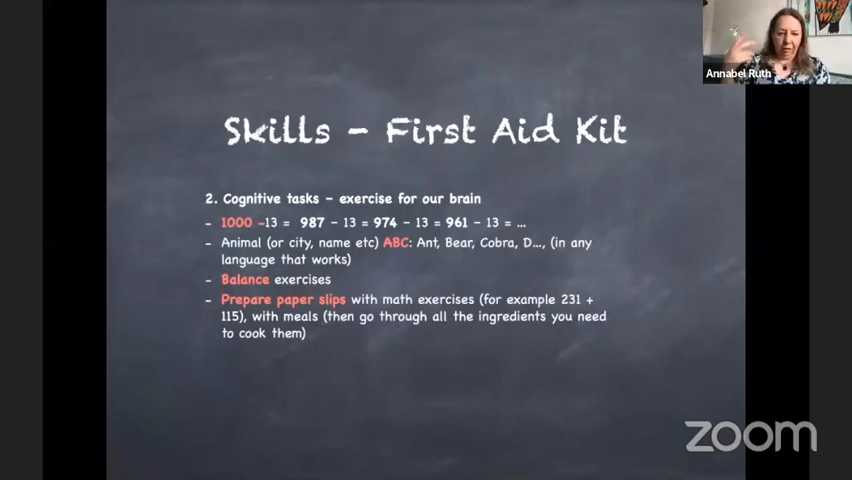 Annabel Ruth
Skills - First Aid Kit
2. Cognitive tasks - exercise for our brain
- 1000 -13 = 987 - 13 = 974 - 13 = 961 - 13 = ...
- Animal (or city, name etc) ABC: Ant, Bear, Cobra, D..., (in any
language that works)
- Balance exercises
- Prepare paper slips with math exercises (for example 231 +
115), with meals (then go through all the ingredients you need
to cook them)
zoom